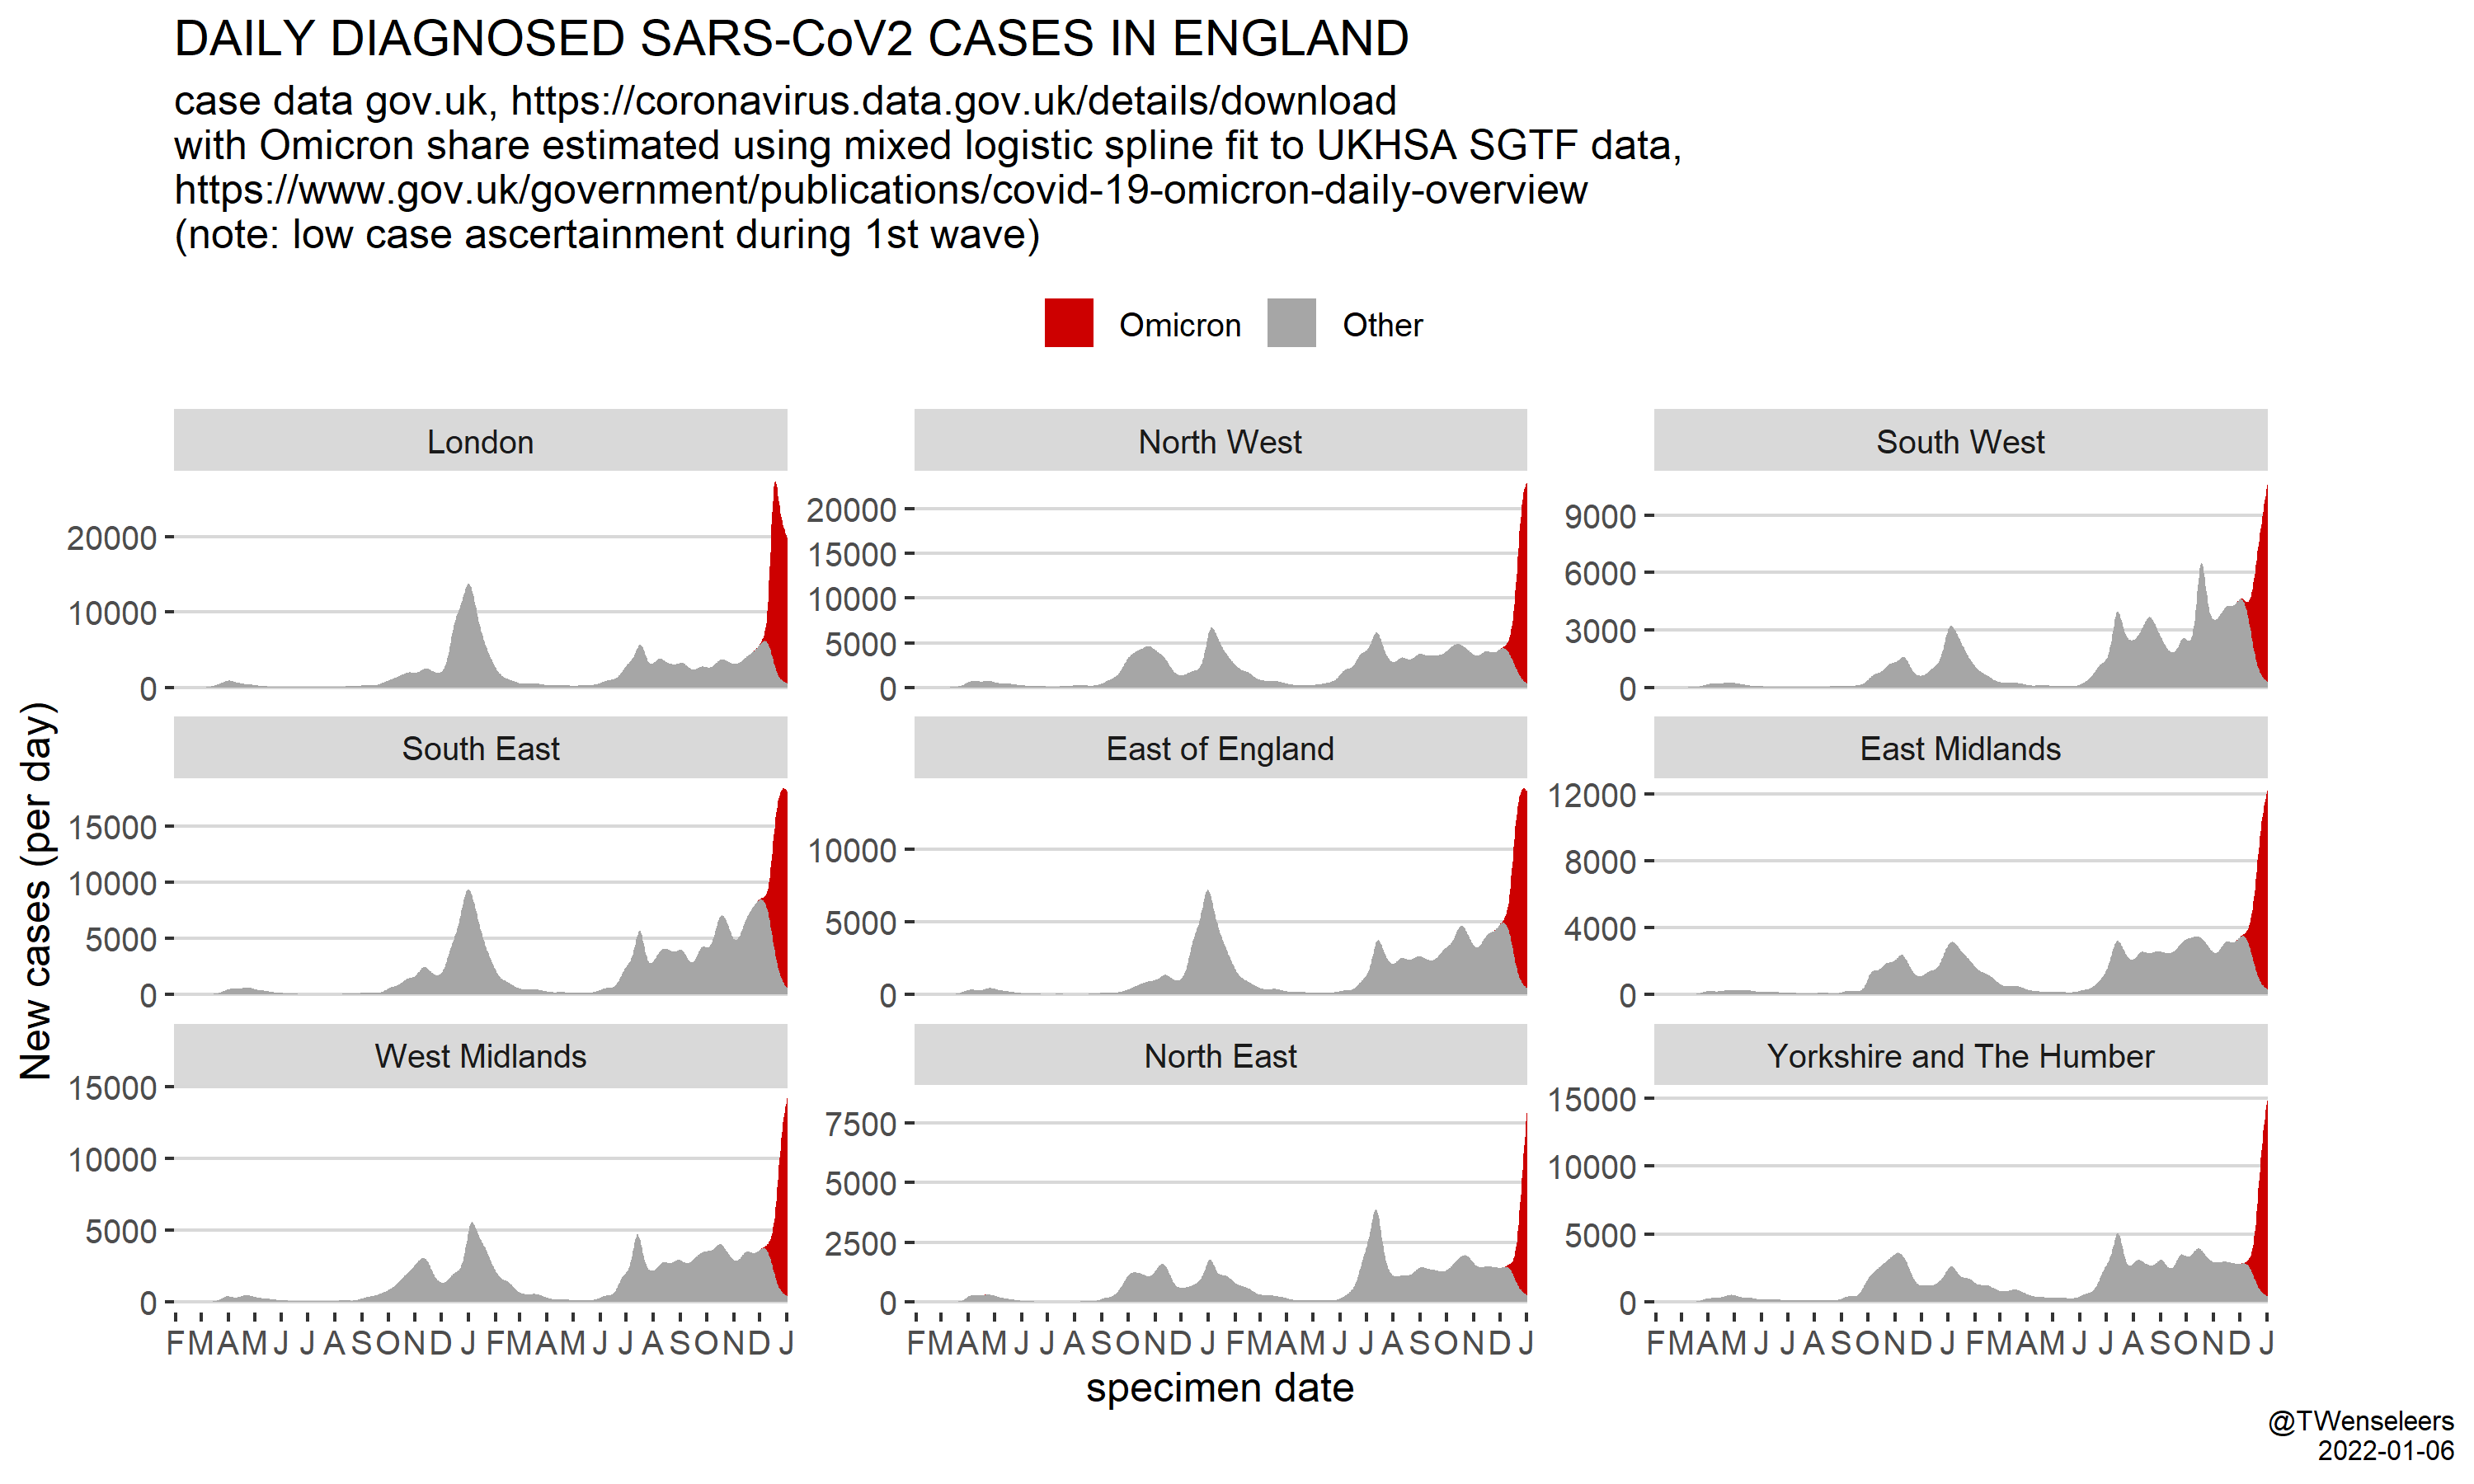 DAILY DIAGNOSED SARS-CoV2 CASES IN ENGLAND
case data gov.uk, https://coronavirus.data.gov.uk/details/download
with Omicron share estimated using mixed logistic spline fit to UKHSA SGTF data,
https://www.gov.uk/government/publications/covid-19-omicron-daily-overview
(note: low case ascertainment during 1st wave)
Omicron Other
London
20000
10000
0
North West
20000
15000
10000
5000
0
South West
9000
6000
3000
0
South East
15000
10000
5000
0
East of England
10000
5000
0
East Midlands
12000
8000
4000
0
West Midlands
15000
10000
5000
0
North East
7500
5000
2500
0
Yorkshire and The Humber
15000
10000
5000
0
F M A M J J A S O N D J F M A M J J A S O N D J
F M A M J J A S O N D J F M A M J J A S O N D J
F M A M J J A S O N D J F M A M J J A S O N D J
New cases (per day)
specimen date
@TWenseleers
2022-01-06